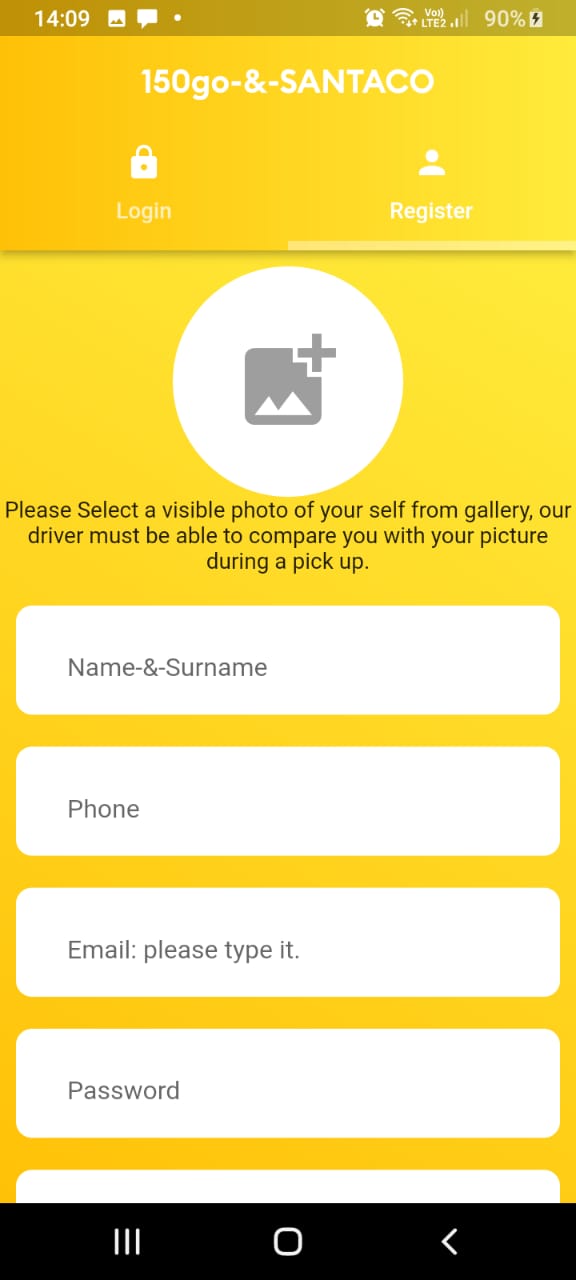 14:09 Vo) LTE2 90%
150go-&-SANTACO
Login Register
Please Select a visible photo of your self from gallery, our
driver must be able to compare you with your picture
during a pick up.
Name-&-Surname
Phone
Email: please type it.
Password